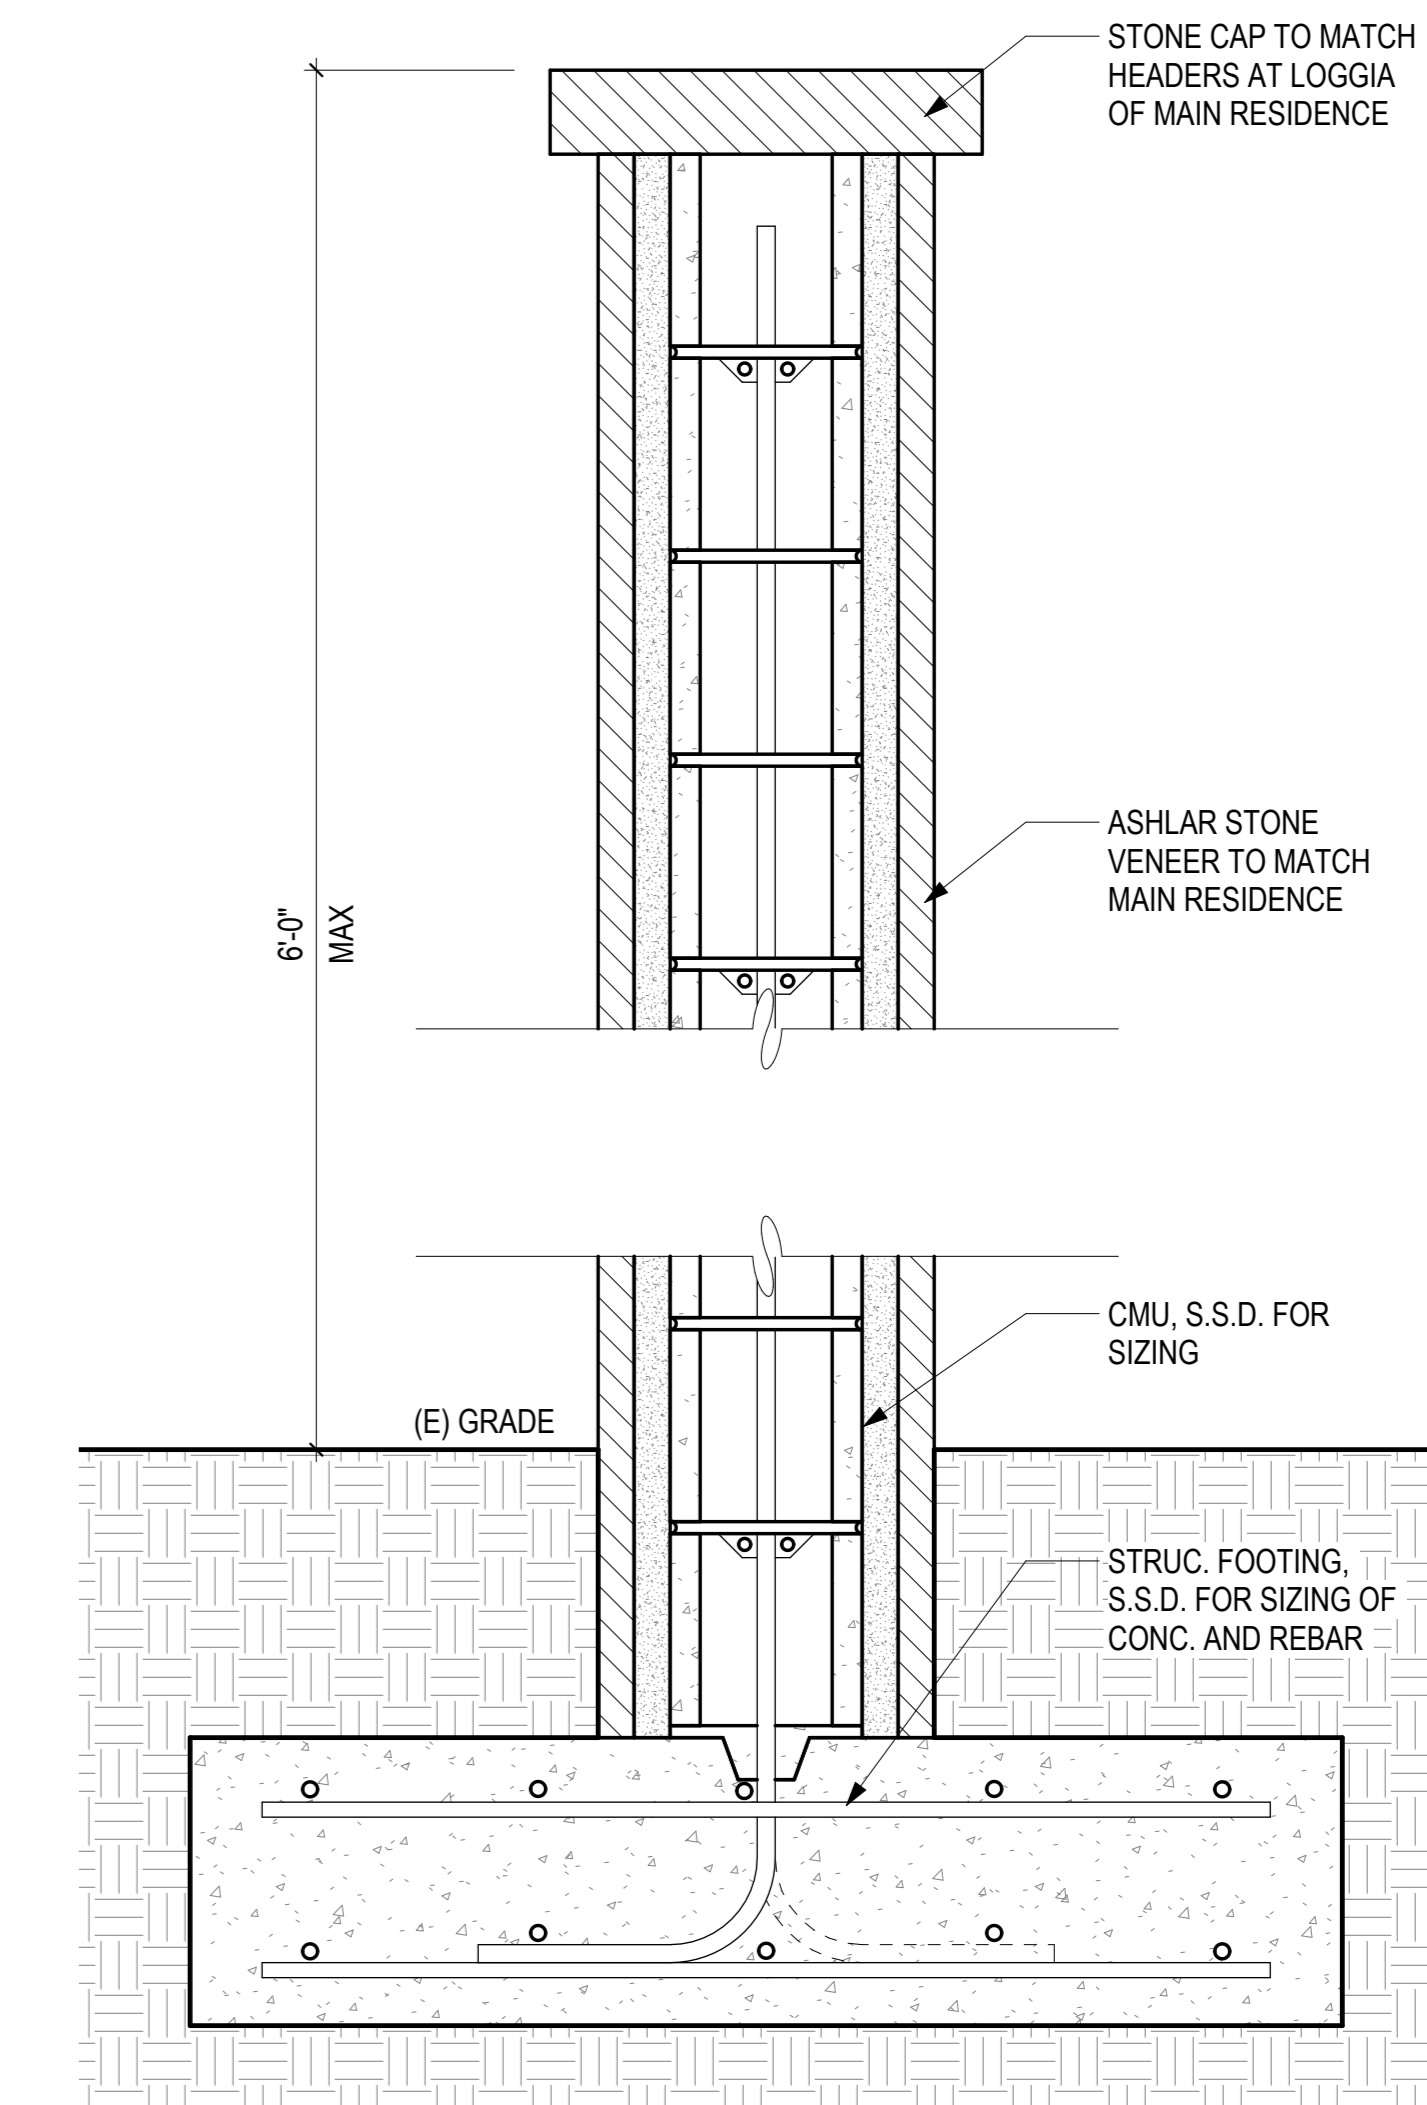 STONE CAP TO MATCH
HEADERS AT LOGGIA
OF MAIN RESIDENCE
ASHLAR STONE
VENEER TO MATCH
MAIN RESIDENCE
6'-0"
MAX
CMU, S.S.D. FOR
SIZING
(E) GRADE
STRUC. FOOTING,
S.S.D. FOR SIZING OF
CONC. AND REBAR